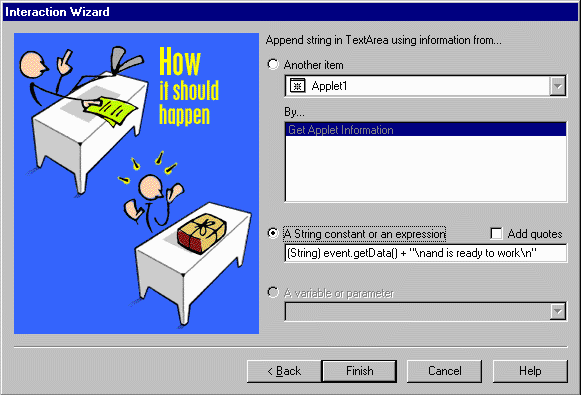 Interaction Wizard
How
it should
happen
Append string in TextArea using information from...
Another item
Applet1
By...
Get Applet Information
A String constant or an expression
Add quotes
(String) event.getData() + "\nand is ready to work\n"
A variable or parameter
< Back
Finish
Cancel
Help